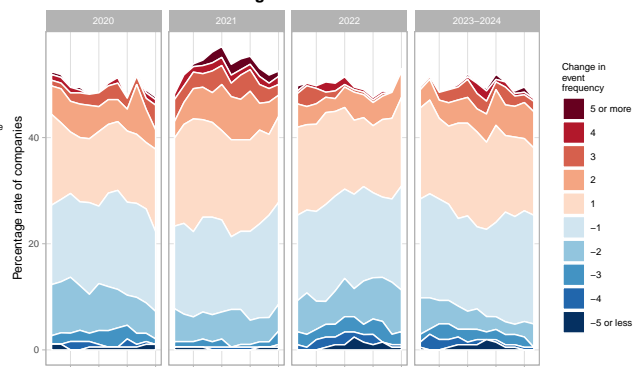 2020
2021
2022
2023–2024
Percentage rate of companies
40
20
0
Change in
event
frequency
5 or more
4
3
2
1
−1
−2
−3
−4
−5 or less